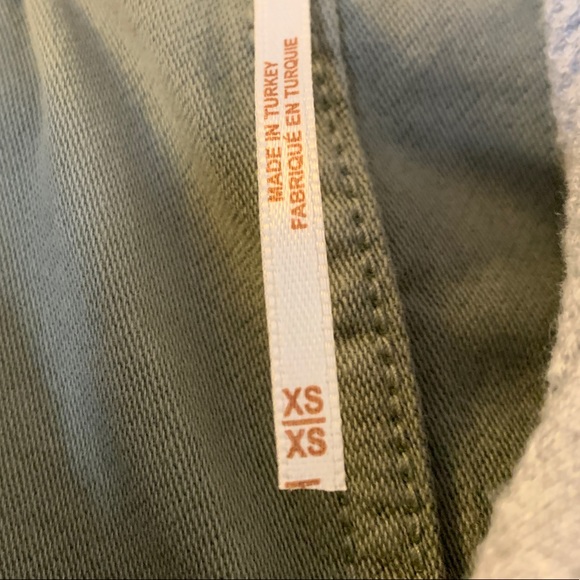 MADE IN TURKEY
FABRIQUÉ EN TURQUIE
XS
XS